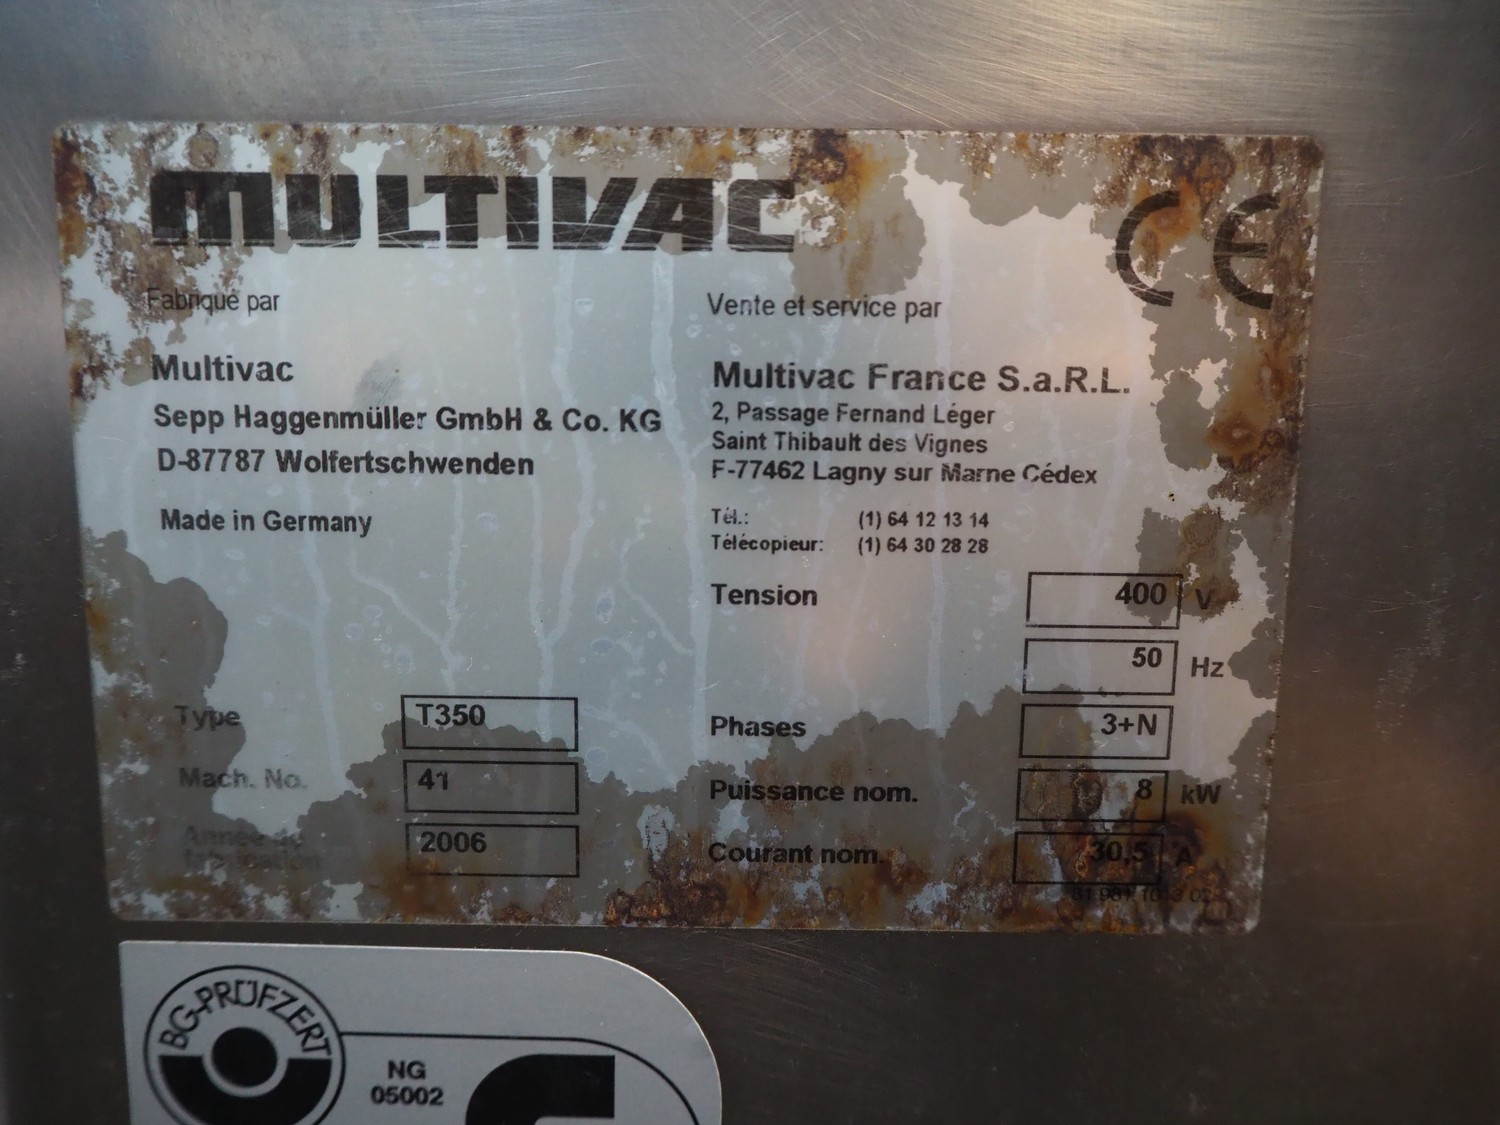 MULTIVAC
CE
Fabriqué par
Multivac
Sepp Haggenmüller GmbH & Co. KG
D-87787 Wolfertschwenden
Made in Germany
Type T350
Mach. No. 41
Année de
fabrication 2006
Vente et service par
Multivac France S.a.R.L.
2, Passage Fernand Léger
Saint Thibault des Vignes
F-77462 Lagny sur Marne Cédex
Tél.: (1) 64 12 13 14
Télécopieur: (1) 64 30 28 28
Tension 400 V
50 Hz
Phases 3+N
Puissance nom. 8 kW
Courant nom. 30,5 A
BG-PRÜFZERT
NG
05002